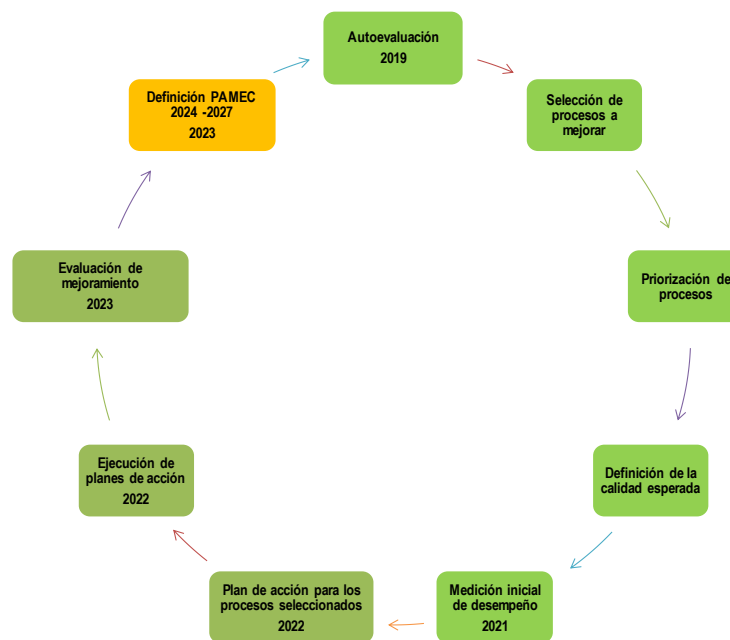 Autoevaluación
2019
Selección de
procesos a
mejorar
Priorización de
procesos
Definición de la
calidad esperada
Medición inicial
de desempeño
2021
Plan de acción para los
procesos seleccionados
2022
Ejecución de
planes de acción
2022
Evaluación de
mejoramiento
2023
Definición PAMEC
2024 -2027
2023